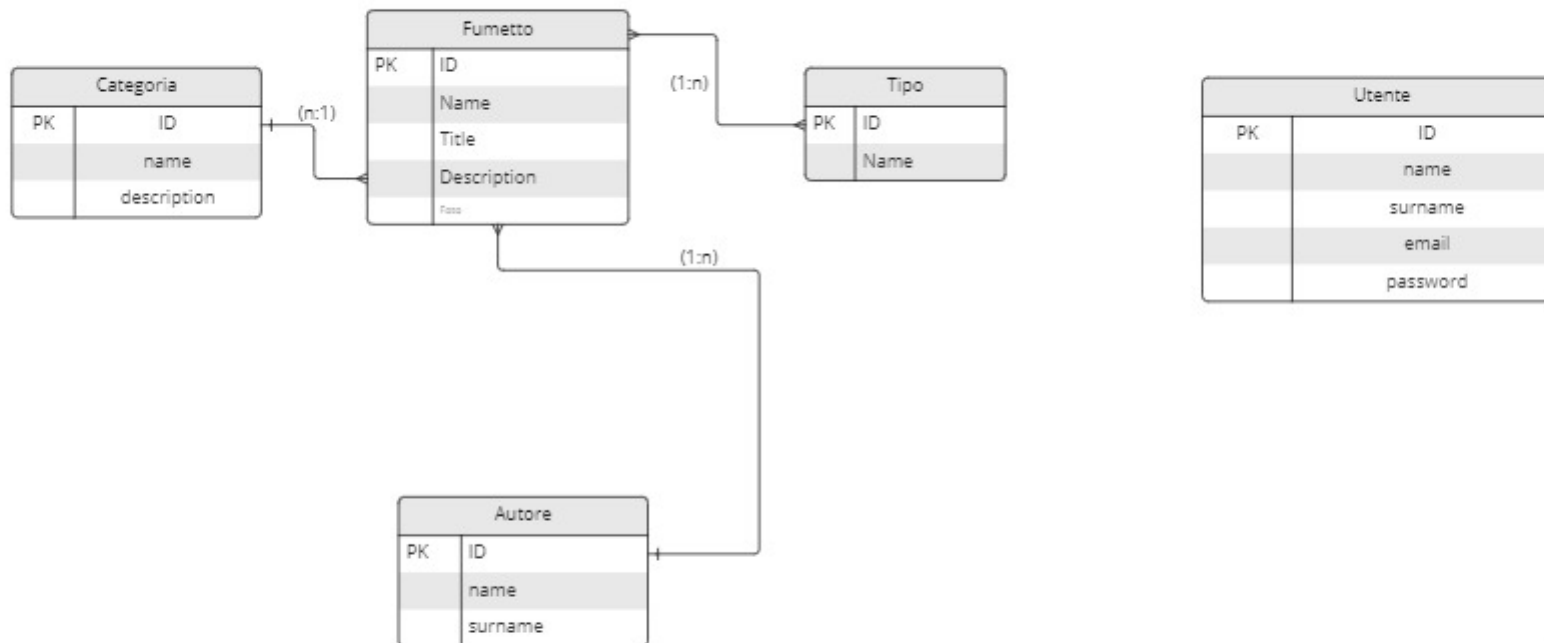 Fumetto
PK ID
Name
Title
Description
Categoria
PK ID
name
description
(n:1)
(1:n)
Tipo
PK ID
Name
Utente
PK ID
name
surname
email
password
(1:n)
Autore
PK ID
name
surname